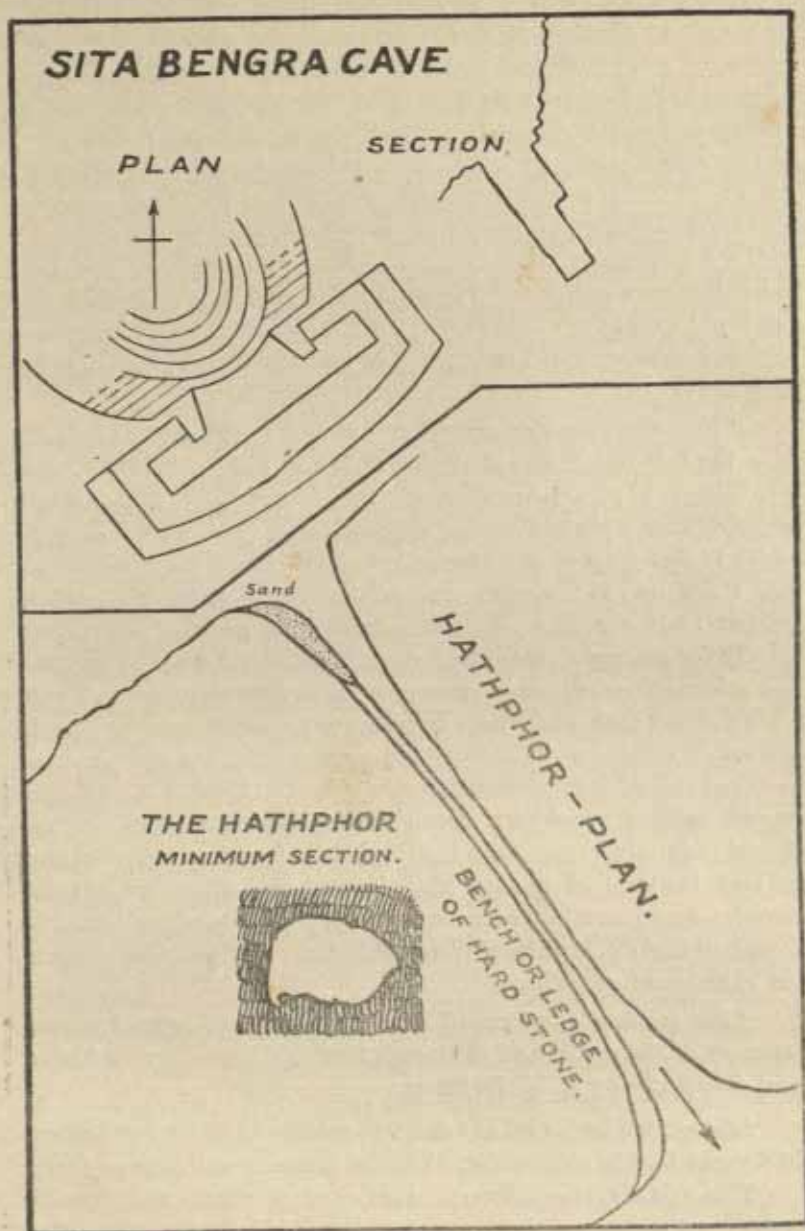 SITA BENGRA CAVE
PLAN
SECTION
Sand
HATHPHOR – PLAN.
THE HATHPHOR
MINIMUM SECTION.
BENCH OR LEDGE
OF HARD STONE.